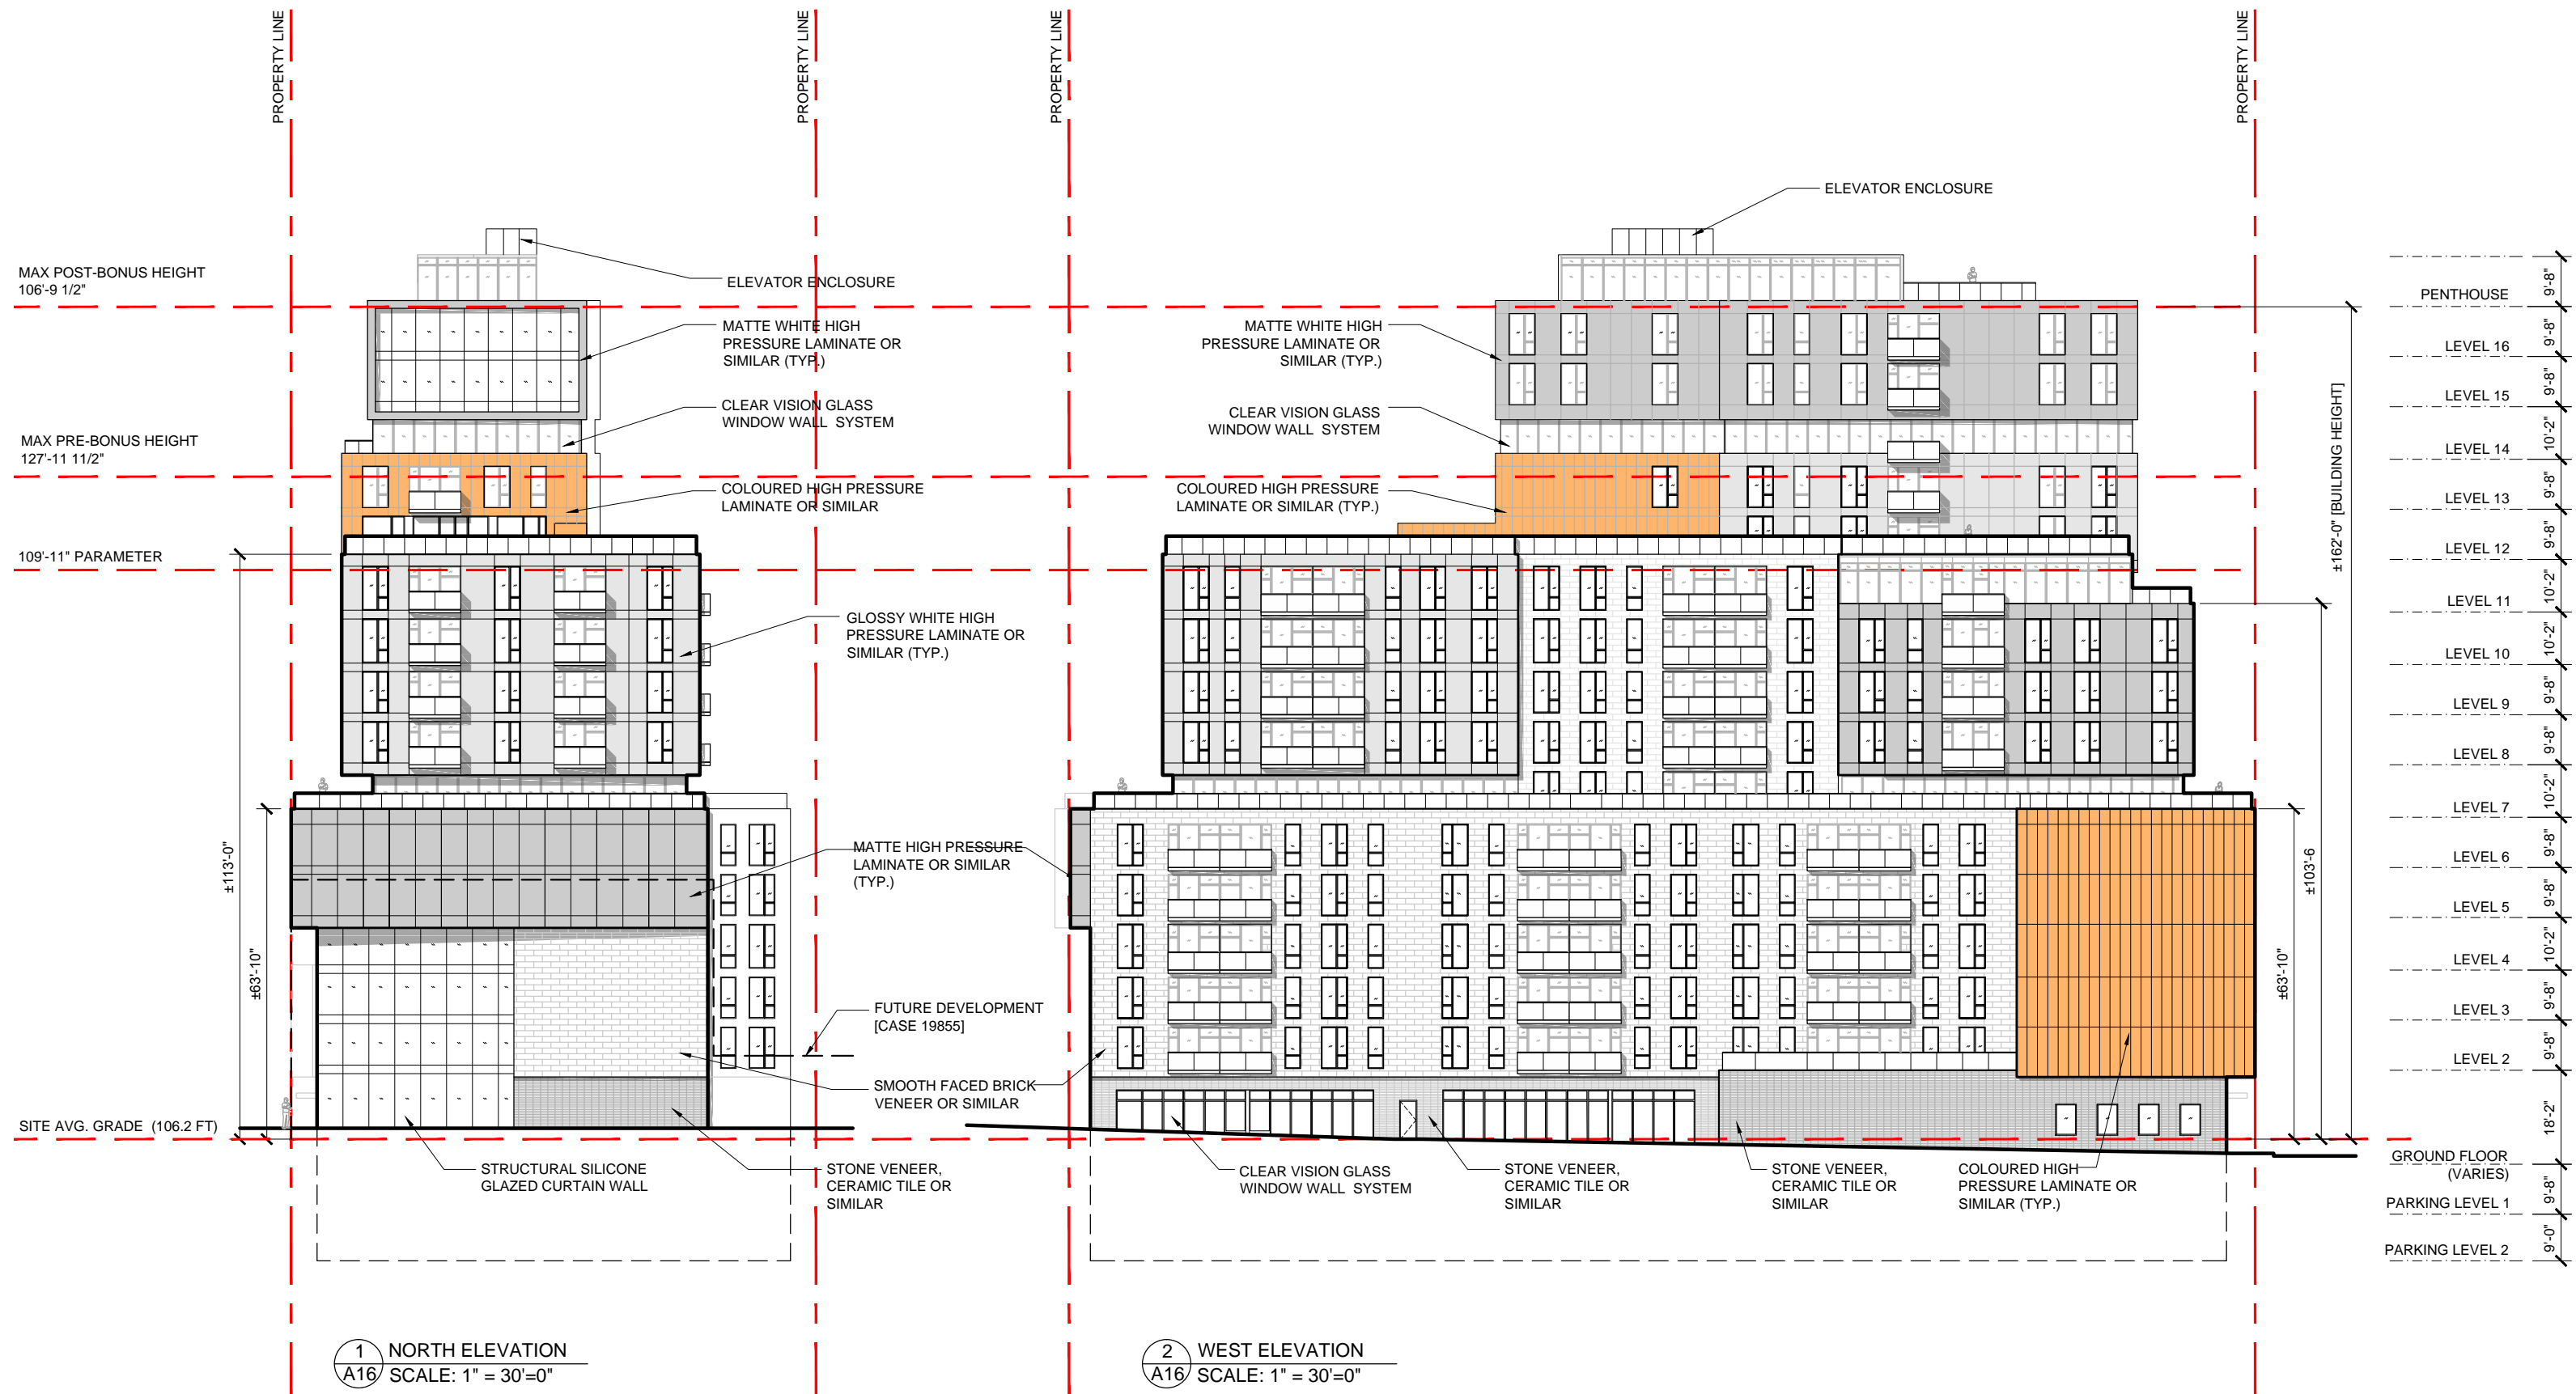 PROPERTY LINE
PROPERTY LINE
PROPERTY LINE
PROPERTY LINE
MAX POST-BONUS HEIGHT
106'-9 1/2"
MAX PRE-BONUS HEIGHT
127'-11 11/2"
109'-11" PARAMETER
±113'-0"
±63'-10"
SITE AVG. GRADE (106.2 FT)
ELEVATOR ENCLOSURE
MATTE WHITE HIGH
PRESSURE LAMINATE OR
SIMILAR (TYP.)
CLEAR VISION GLASS
WINDOW WALL SYSTEM
COLOURED HIGH PRESSURE
LAMINATE OR SIMILAR
GLOSSY WHITE HIGH
PRESSURE LAMINATE OR
SIMILAR (TYP.)
MATTE HIGH PRESSURE
LAMINATE OR SIMILAR
(TYP.)
FUTURE DEVELOPMENT
[CASE 19855]
SMOOTH FACED BRICK
VENEER OR SIMILAR
STRUCTURAL SILICONE
GLAZED CURTAIN WALL
STONE VENEER,
CERAMIC TILE OR
SIMILAR
ELEVATOR ENCLOSURE
MATTE WHITE HIGH
PRESSURE LAMINATE OR
SIMILAR (TYP.)
CLEAR VISION GLASS
WINDOW WALL SYSTEM
COLOURED HIGH PRESSURE
LAMINATE OR SIMILAR (TYP.)
CLEAR VISION GLASS
WINDOW WALL SYSTEM
STONE VENEER,
CERAMIC TILE OR
SIMILAR
STONE VENEER,
CERAMIC TILE OR
SIMILAR
COLOURED HIGH
PRESSURE LAMINATE OR
SIMILAR (TYP.)
±63'-10"
±103'-6
±162'-0" [BUILDING HEIGHT]
9'-8"
PENTHOUSE
9'-8"
LEVEL 16
9'-8"
LEVEL 15
10'-2"
LEVEL 14
9'-8"
LEVEL 13
9'-8"
LEVEL 12
10'-2"
LEVEL 11
10'-2"
LEVEL 10
9'-8"
LEVEL 9
9'-8"
LEVEL 8
10'-2"
LEVEL 7
9'-8"
LEVEL 6
9'-8"
LEVEL 5
10'-2"
LEVEL 4
9'-8"
LEVEL 3
9'-8"
LEVEL 2
18'-2"
GROUND FLOOR
(VARIES)
9'-8"
PARKING LEVEL 1
9'-0"
PARKING LEVEL 2
1
A16
NORTH ELEVATION
SCALE: 1" = 30'=0"
2
A16
WEST ELEVATION
SCALE: 1" = 30'=0"